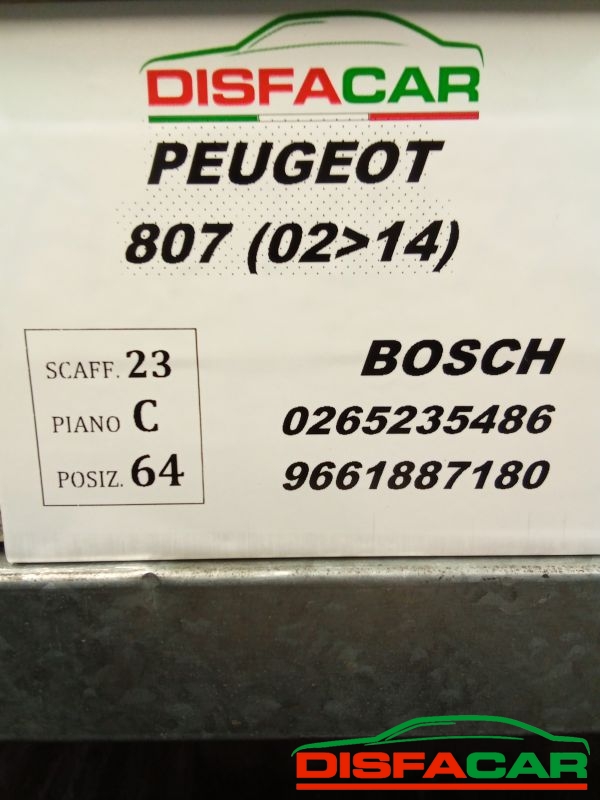 DISFACAR
PEUGEOT
807 (02>14)
SCAFF. 23
PIANO C
POSIZ. 64
BOSCH
0265235486
9661887180
DISFACAR